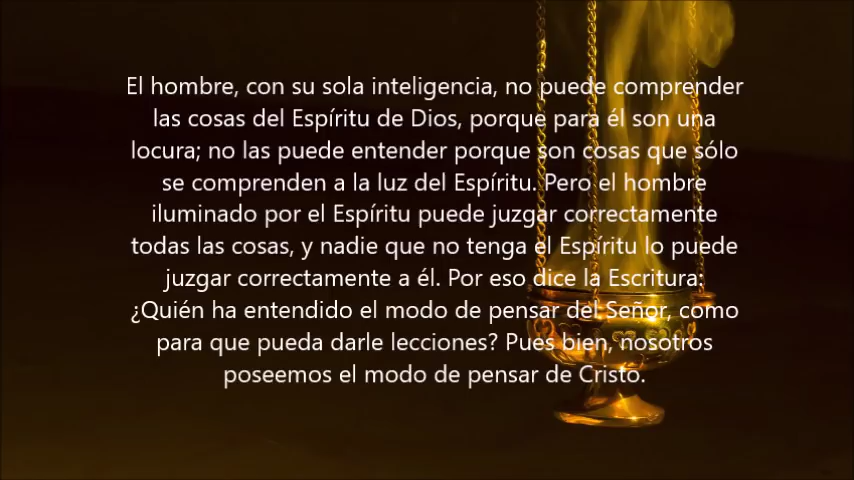 El hombre, con su sola inteligencia, no puede comprender
las cosas del Espíritu de Dios, porque para él son una
locura; no las puede entender porque son cosas que sólo
se comprenden a la luz del Espíritu. Pero el hombre
iluminado por el Espíritu puede juzgar correctamente
todas las cosas, y nadie que no tenga el Espíritu lo puede
juzgar correctamente a él. Por eso dice la Escritura:
¿Quién ha entendido el modo de pensar del Señor, como
para que pueda darle lecciones? Pues bien, nosotros
poseemos el modo de pensar de Cristo.